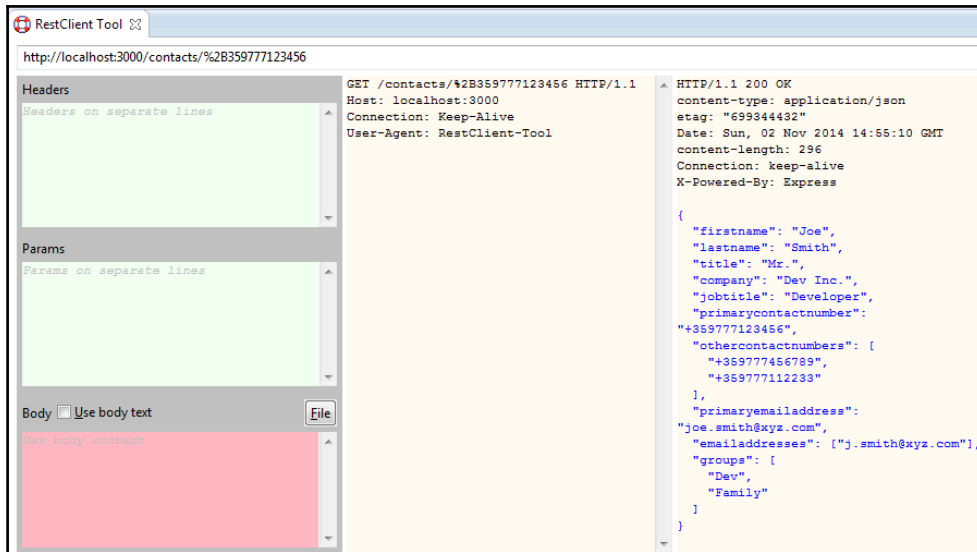 RestClient Tool
http://localhost:3000/contacts/%2B359777123456
Headers
Headers on separate lines
Params
Params on separate lines
Body Use body text File
Raw body content
GET /contacts/%2B359777123456 HTTP/1.1
Host: localhost:3000
Connection: Keep-Alive
User-Agent: RestClient-Tool
HTTP/1.1 200 OK
content-type: application/json
etag: "699344432"
Date: Sun, 02 Nov 2014 14:55:10 GMT
content-length: 296
Connection: keep-alive
X-Powered-By: Express
{
"firstname": "Joe",
"lastname": "Smith",
"title": "Mr.",
"company": "Dev Inc.",
"jobtitle": "Developer",
"primarycontactnumber":
"+359777123456",
"othercontactnumbers": [
"+359777456789",
"+359777112233"
],
"primaryemailaddress":
"joe.smith@xyz.com",
"emailaddresses": ["j.smith@xyz.com"],
"groups": [
"Dev",
"Family"
]
}